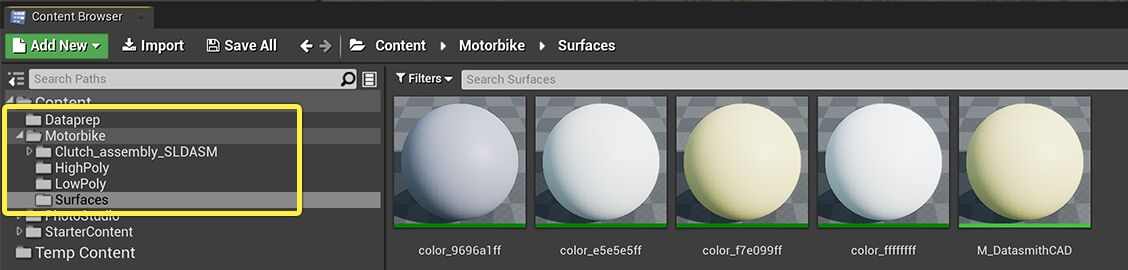 Content Browser
Add New Import Save All Content Motorbike Surfaces
Search Paths
Filters Search Surfaces
Content
Dataprep
Motorbike
Clutch_assembly_SLDASM
HighPoly
LowPoly
Surfaces
PhotoStudio
StarterContent
Temp Content
color_9696a1ff color_e5e5e5ff color_f7e099ff color_ffffffff M_DatasmithCAD